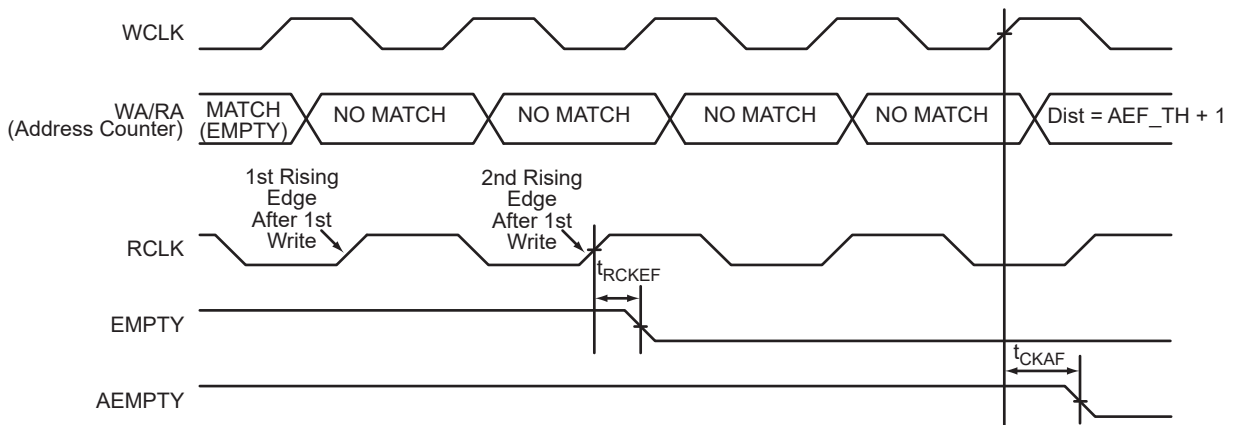 WCLK
WA/RA
(Address Counter)
MATCH
(EMPTY)
NO MATCH
NO MATCH
NO MATCH
NO MATCH
Dist = AEF_TH + 1
1st Rising
Edge
After 1st
Write
2nd Rising
Edge
After 1st
Write
RCLK
tRCKEF
EMPTY
tCKAF
AEMPTY